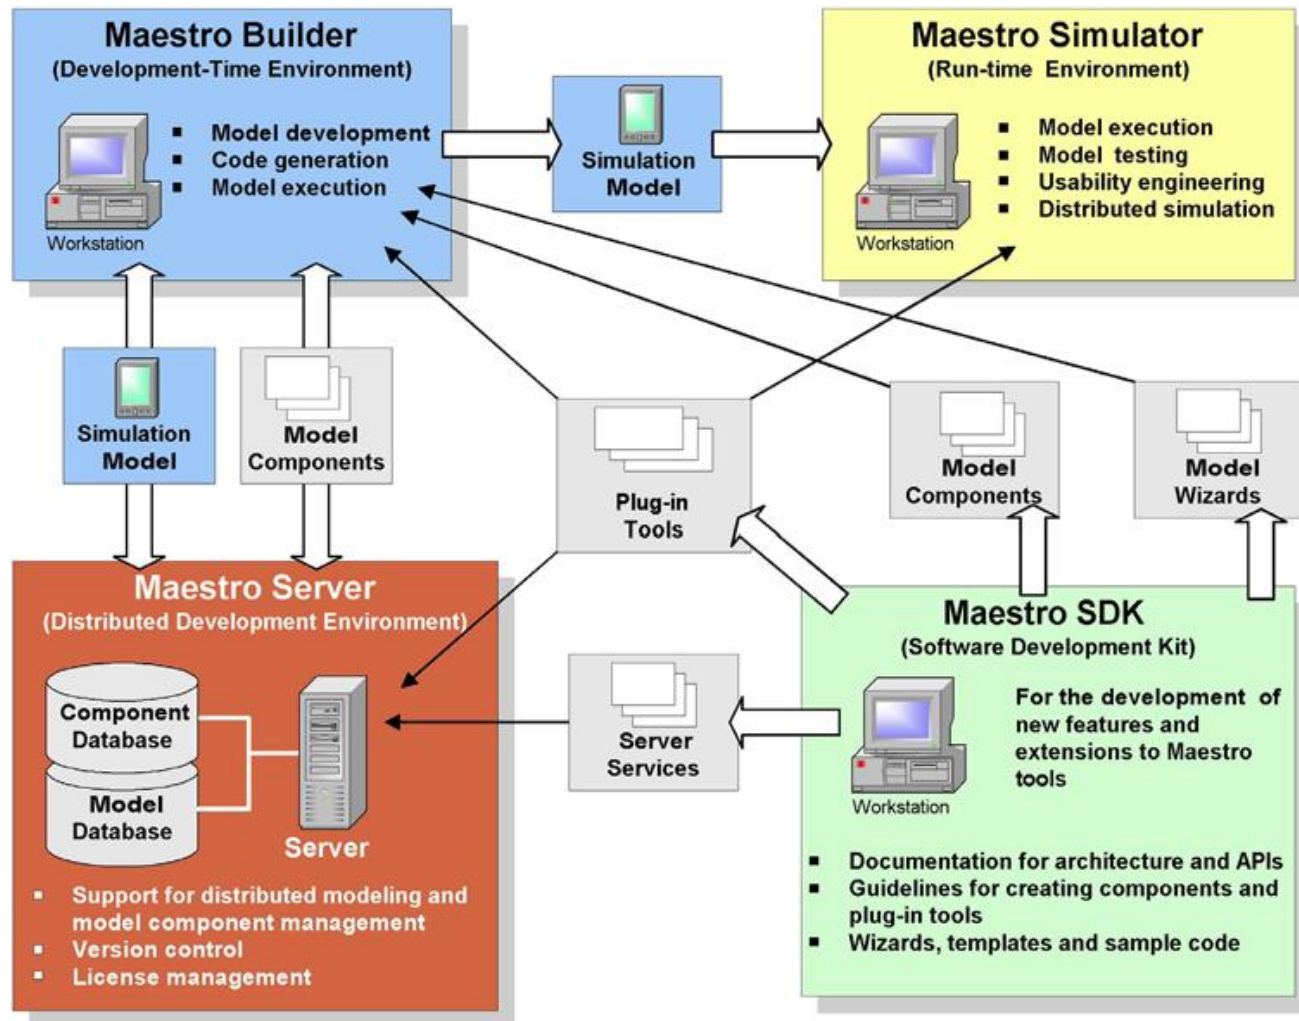 Maestro Builder
(Development-Time Environment)
Model development
Code generation
Model execution
Workstation
Simulation
Model
Maestro Simulator
(Run-time Environment)
Model execution
Model testing
Usability engineering
Distributed simulation
Workstation
Simulation
Model
Model
Components
Plug-in
Tools
Model
Components
Model
Wizards
Maestro Server
(Distributed Development Environment)
Component
Database
Model
Database
Server
Support for distributed modeling and
model component management
Version control
License management
Server
Services
Maestro SDK
(Software Development Kit)
For the development of
new features and
extensions to Maestro
tools
Workstation
Documentation for architecture and APIs
Guidelines for creating components and
plug-in tools
Wizards, templates and sample code